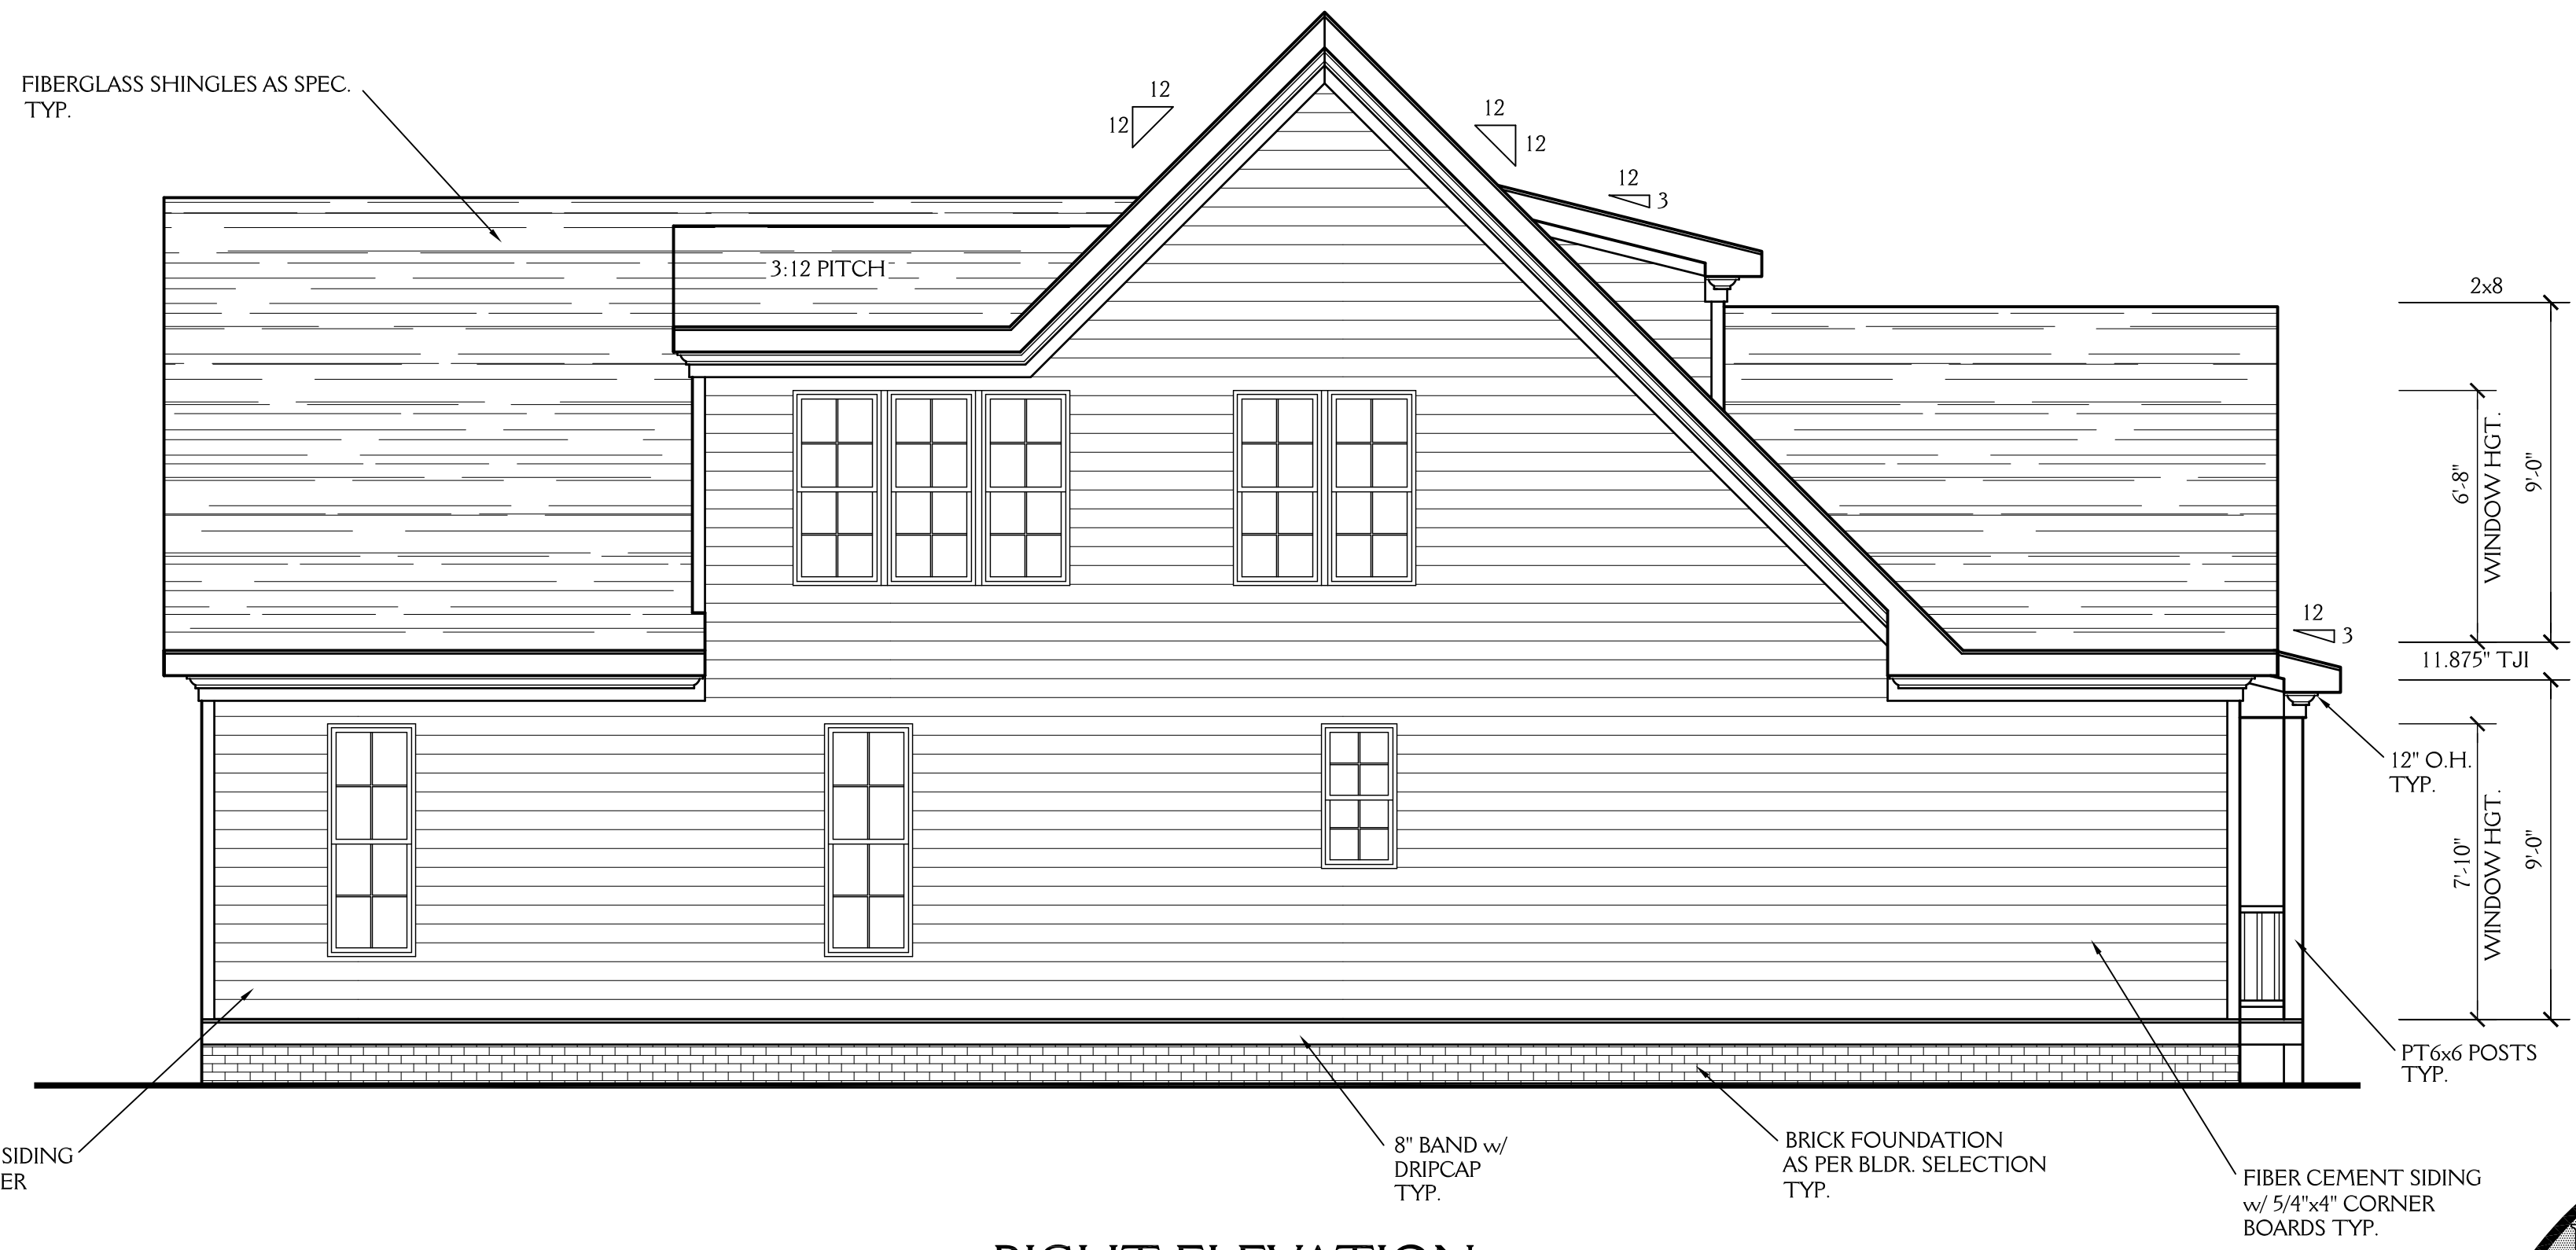 FIBERGLASS SHINGLES AS SPEC.
TYP.
12
12
12
12
12
3
3:12 PITCH
2x8
6'-8"
WINDOW HGT.
9'-0"
12
3
11.875" TJI
12" O.H.
TYP.
7'-10"
WINDOW HGT.
9'-0"
PT6x6 POSTS
TYP.
SIDING
ER
8" BAND w/
DRIPCAP
TYP.
BRICK FOUNDATION
AS PER BLDR. SELECTION
TYP.
FIBER CEMENT SIDING
w/ 5/4"x4" CORNER
BOARDS TYP.
RIGHT ELEVATION